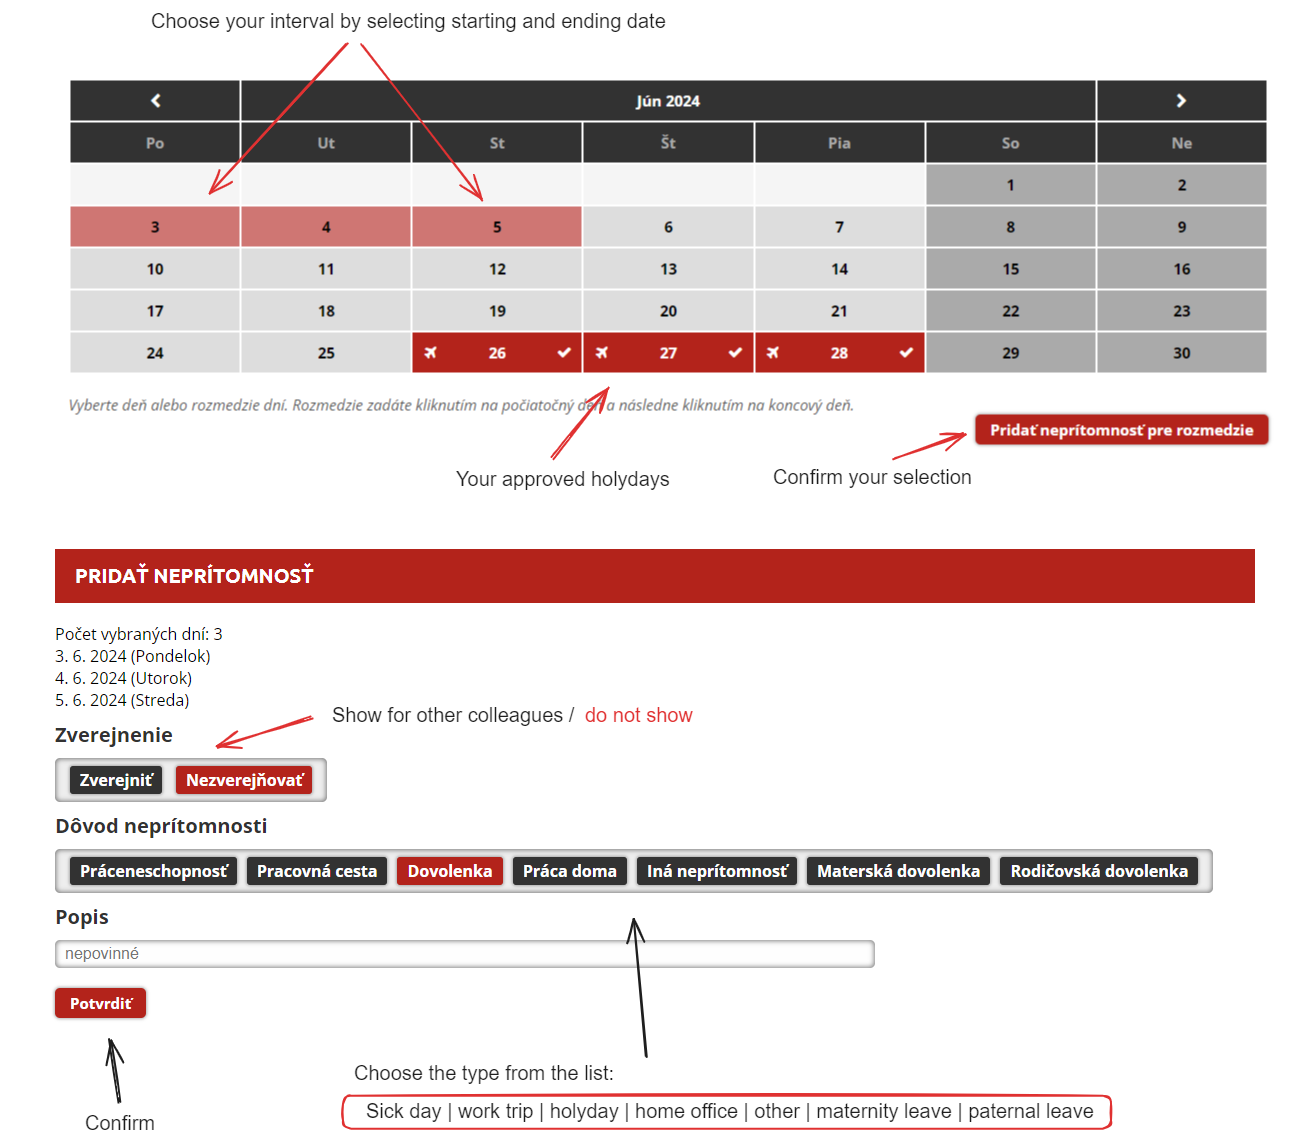 Choose your interval by selecting starting and ending date
Jún 2024
Po Ut St Št Pia So Ne
1 2
3 4 5 6 7 8 9
10 11 12 13 14 15 16
17 18 19 20 21 22 23
24 25 26 27 28 29 30
Vyberte deň alebo rozmedzie dní. Rozmedzie zadáte kliknutím na počiatočný deň a následne kliknutím na koncový deň.
Pridať neprítomnosť pre rozmedzie
Your approved holydays
Confirm your selection
PRIDAŤ NEPRÍTOMNOSŤ
Počet vybraných dní: 3
3. 6. 2024 (Pondelok)
4. 6. 2024 (Utorok)
5. 6. 2024 (Streda)
Show for other colleagues / do not show
Zverejnenie
Zverejniť Nezverejňovať
Dôvod neprítomnosti
Práceneschopnosť Pracovná cesta Dovolenka Práca doma Iná neprítomnosť Materská dovolenka Rodičovská dovolenka
Popis
nepovinné
Potvrdiť
Choose the type from the list:
Sick day | work trip | holyday | home office | other | maternity leave | paternal leave
Confirm